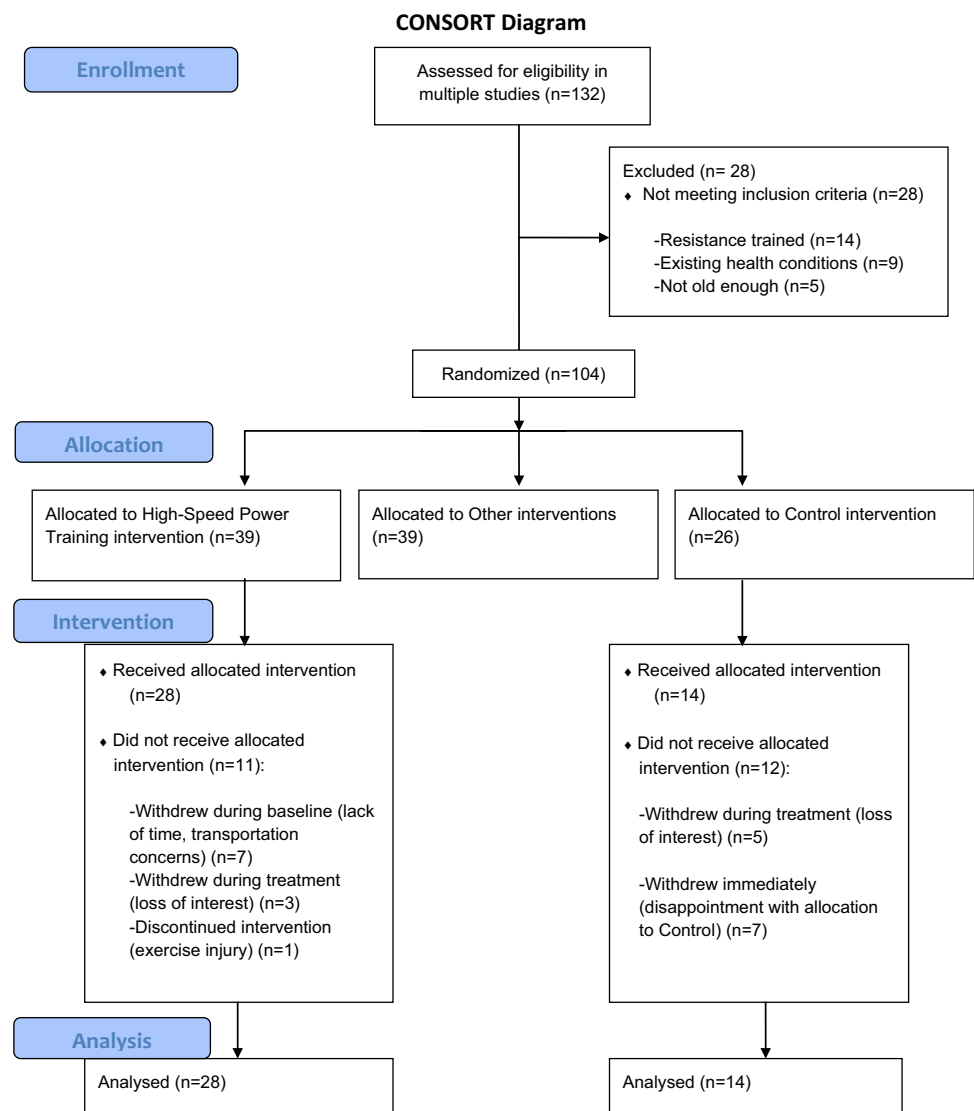 CONSORT Diagram
Enrollment
Assessed for eligibility in
multiple studies (n=132)
Excluded (n= 28)
♦ Not meeting inclusion criteria (n=28)
-Resistance trained (n=14)
-Existing health conditions (n=9)
-Not old enough (n=5)
Randomized (n=104)
Allocation
Allocated to High-Speed Power
Training intervention (n=39)
Allocated to Other interventions
(n=39)
Allocated to Control intervention
(n=26)
Intervention
♦ Received allocated intervention
(n=28)
♦ Did not receive allocated
intervention (n=11):
-Withdrew during baseline (lack
of time, transportation
concerns) (n=7)
-Withdrew during treatment
(loss of interest) (n=3)
-Discontinued intervention
(exercise injury) (n=1)
♦ Received allocated intervention
(n=14)
♦ Did not receive allocated
intervention (n=12):
-Withdrew during treatment (loss
of interest) (n=5)
-Withdrew immediately
(disappointment with allocation
to Control) (n=7)
Analysis
Analysed (n=28)
Analysed (n=14)